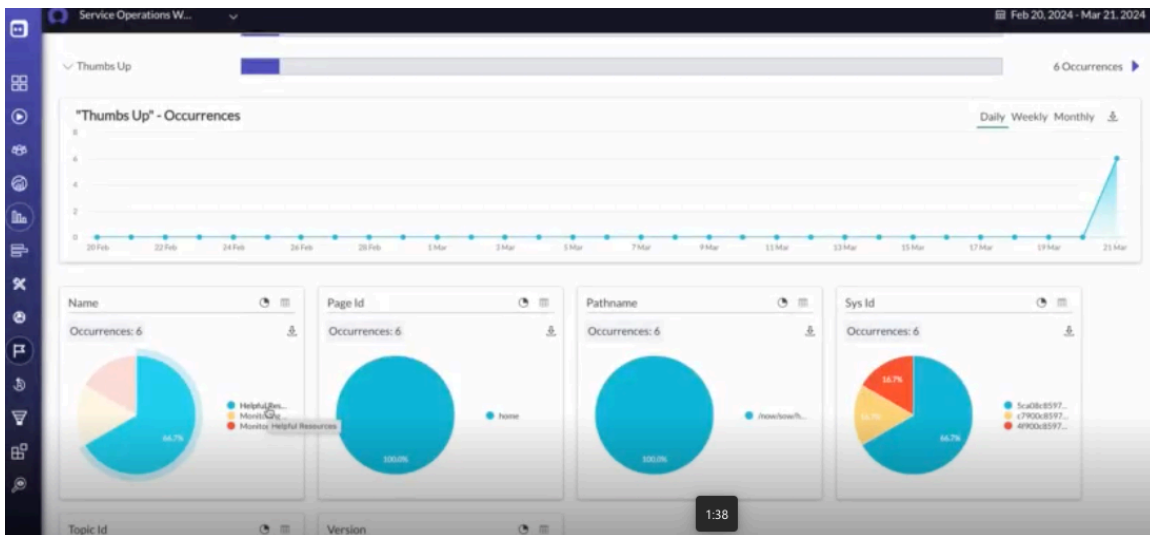 Service Operations W...
Feb 20, 2024 - Mar 21, 2024
Thumbs Up
6 Occurrences
"Thumbs Up" - Occurrences
Daily Weekly Monthly
8
6
4
2
0
20 Feb 22 Feb 24 Feb 26 Feb 28 Feb 1 Mar 3 Mar 5 Mar 7 Mar 9 Mar 11 Mar 13 Mar 15 Mar 17 Mar 19 Mar 21 Mar
Name
Page Id
Pathname
Sys Id
Occurrences: 6
Occurrences: 6
Occurrences: 6
Occurrences: 6
66.7%
Helpful Res...
Monitoring ...
Monitor
Helpful Resources
100.0%
home
100.0%
/now/sow/h...
16.7%
16.7%
66.7%
5ca08c8597...
c7900c8597...
4f900c8597...
1:38
Topic Id
Version